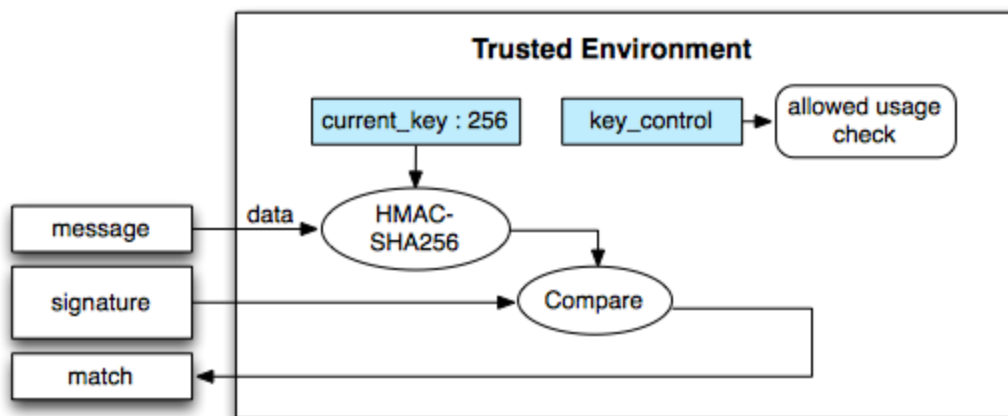 Trusted Environment
current_key : 256
key_control
allowed usage
check
message
data
HMAC-
SHA256
signature
Compare
match